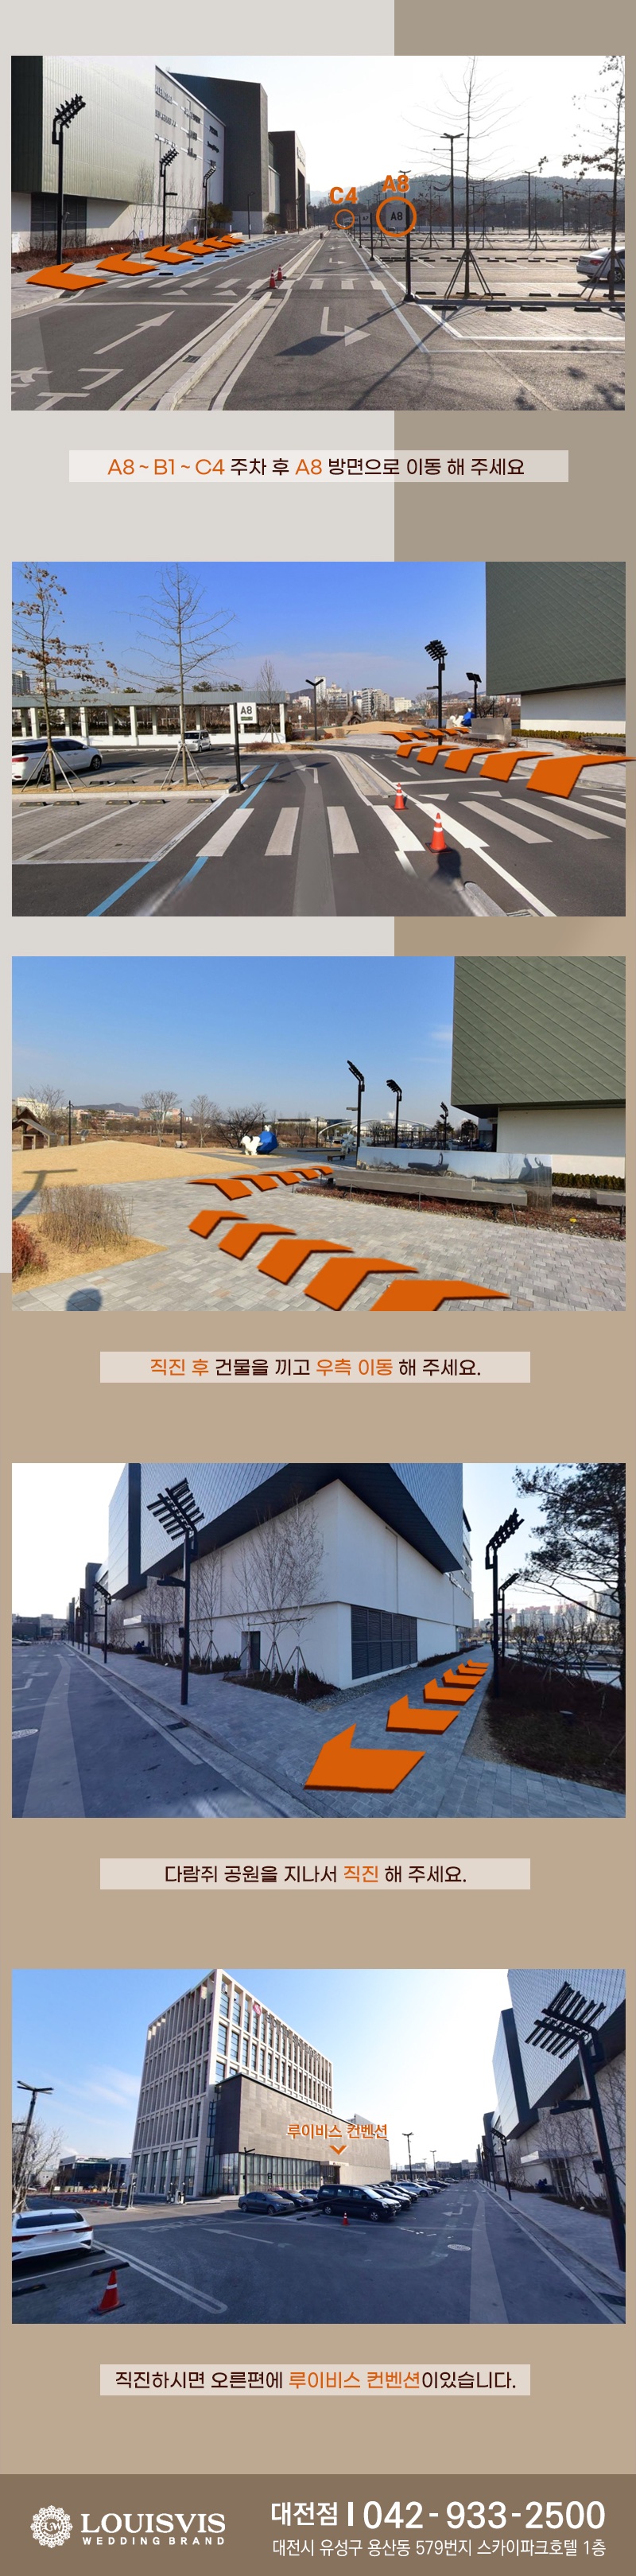 C4
A8
A8
A8 ~ B1 ~ C4 주차 후 A8 방면으로 이동 해 주세요
A8
직진 후 건물을 끼고 우측 이동 해 주세요.
다람쥐 공원을 지나서 직진 해 주세요.
루이비스 컨벤션
직진하시면 오른편에 루이비스 컨벤션이있습니다.
LW
LOUISVIS
WEDDING BRAND
대전점 | 042-933-2500
대전시 유성구 용산동 579번지 스카이파크호텔 1층